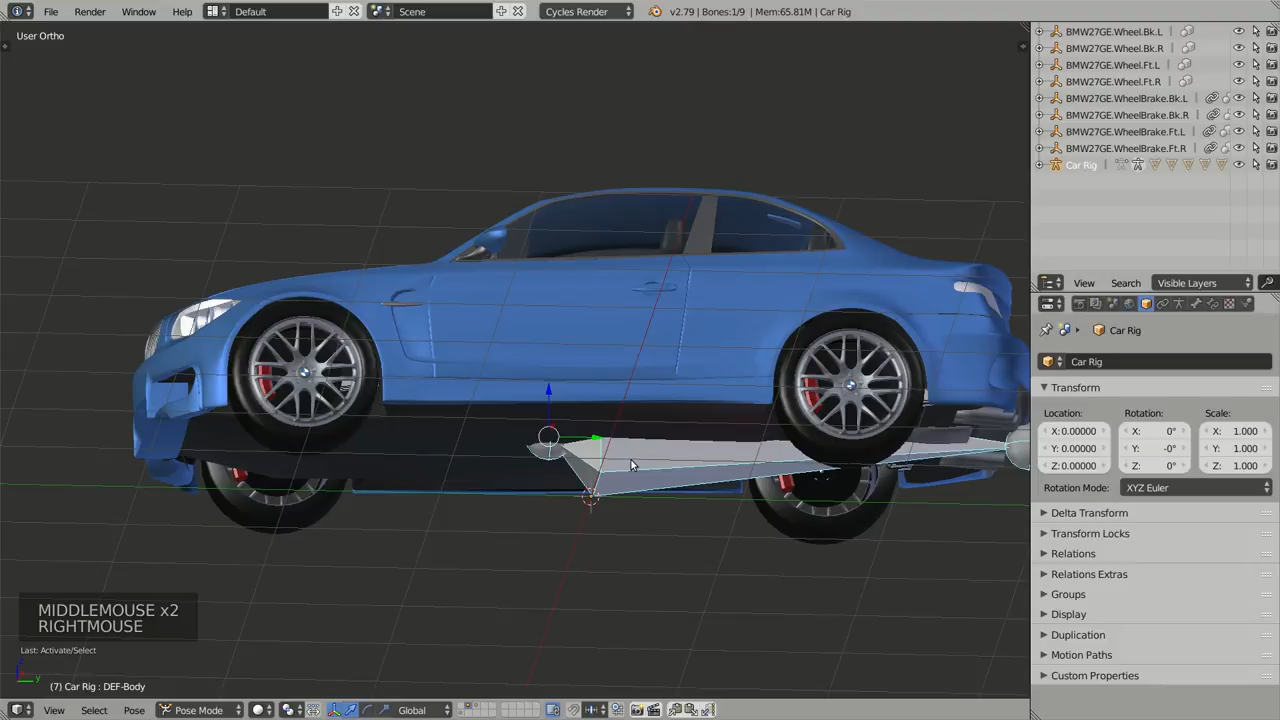 File Render Window Help Default Scene Cycles Render v2.79 | Bones:1/9 | Mem:65.81M | Car Rig
User Ortho
BMW27GE.Wheel.Bk.L
BMW27GE.Wheel.Bk.R
BMW27GE.Wheel.Ft.L
BMW27GE.Wheel.Ft.R
BMW27GE.WheelBrake.Bk.L
BMW27GE.WheelBrake.Bk.R
BMW27GE.WheelBrake.Ft.L
BMW27GE.WheelBrake.Ft.R
Car Rig
View Search Visible Layers
Car Rig
Car Rig
Transform
Location: Rotation: Scale:
X: 0.00000 X: 0° X: 1.000
Y: 0.00000 Y: -0° Y: 1.000
Z: 0.00000 Z: 0° Z: 1.000
Rotation Mode: XYZ Euler
Delta Transform
Transform Locks
Relations
Relations Extras
Groups
Display
Duplication
Motion Paths
Custom Properties
MIDDLEMOUSE x2
RIGHTMOUSE
Last: Activate/Select
z
y
(7) Car Rig : DEF-Body
View Select Pose Pose Mode Global